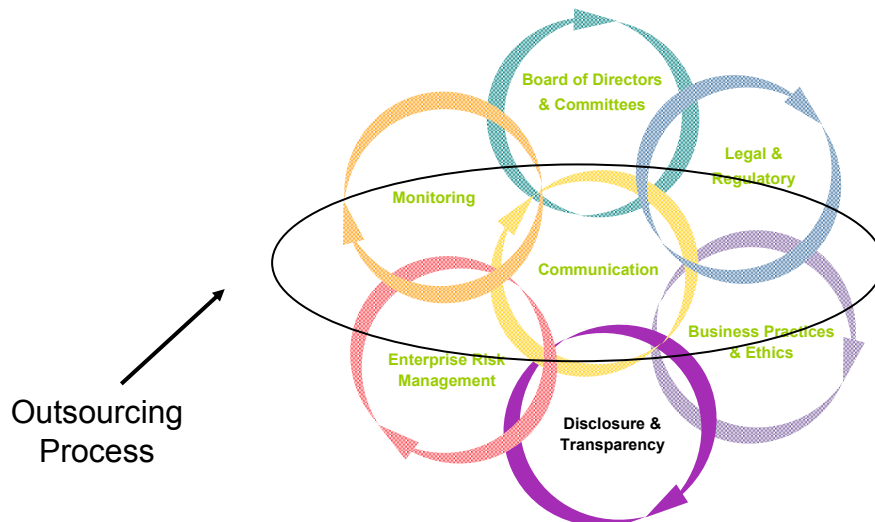 Board of Directors
& Committees
Legal &
Regulatory
Monitoring
Communication
Business Practices
& Ethics
Enterprise Risk
Management
Disclosure &
Transparency
Outsourcing
Process